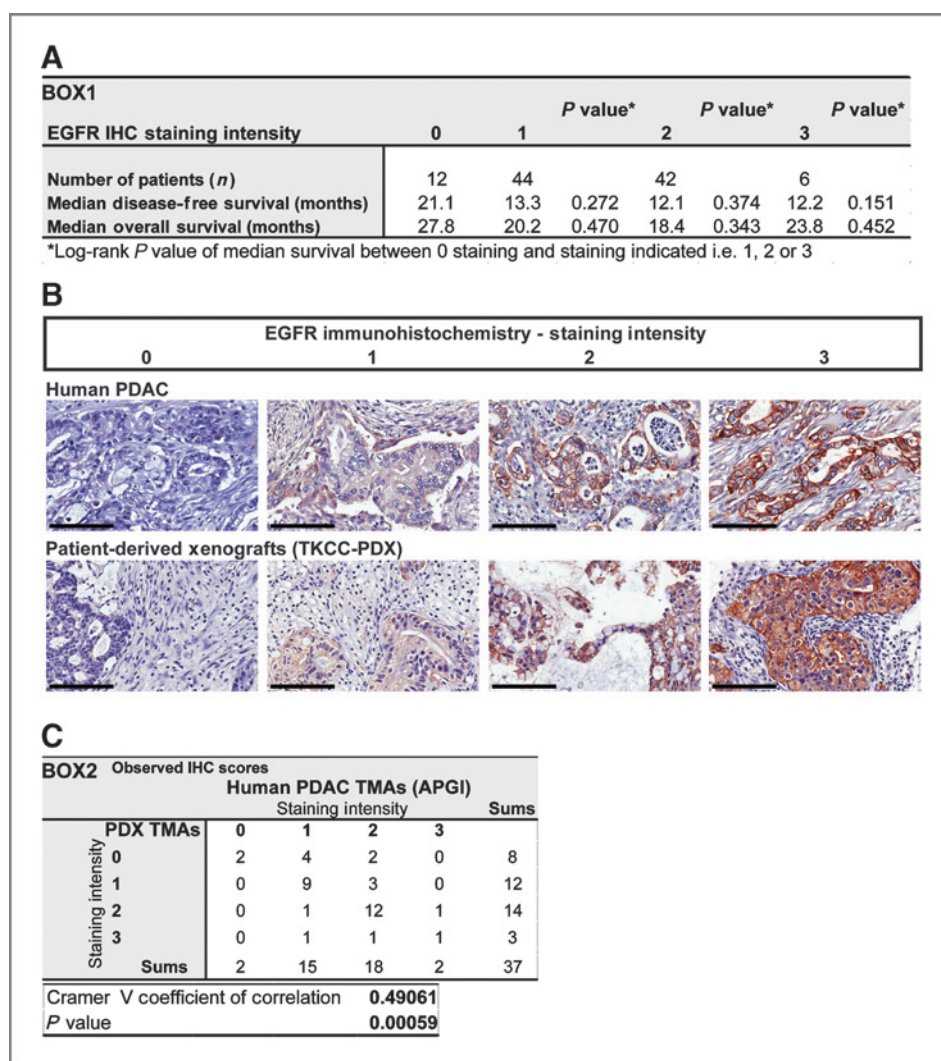 A
BOX1
P value* P value* P value*
EGFR IHC staining intensity 0 1 2 3
Number of patients (n) 12 44 42 6
Median disease-free survival (months) 21.1 13.3 0.272 12.1 0.374 12.2 0.151
Median overall survival (months) 27.8 20.2 0.470 18.4 0.343 23.8 0.452
*Log-rank P value of median survival between 0 staining and staining indicated i.e. 1, 2 or 3
B
EGFR immunohistochemistry - staining intensity
0 1 2 3
Human PDAC
Patient-derived xenografts (TKCC-PDX)
C
BOX2 Observed IHC scores
Human PDAC TMAs (APGI)
Staining intensity Sums
PDX TMAs 0 1 2 3
Staining intensity
0 2 4 2 0 8
1 0 9 3 0 12
2 0 1 12 1 14
3 0 1 1 1 3
Sums 2 15 18 2 37
Cramer V coefficient of correlation 0.49061
P value 0.00059